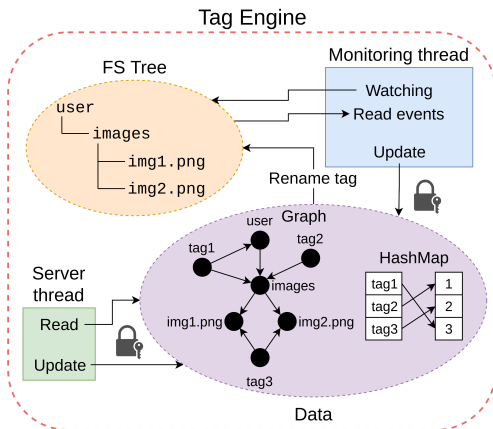 Tag Engine
FS Tree
Monitoring thread
user
images
img1.png
img2.png
Watching
Read events
Update
Rename tag
Graph
user
tag1
tag2
images
img1.png
img2.png
tag3
HashMap
tag1
tag2
tag3
1
2
3
Server
thread
Read
Update
Data